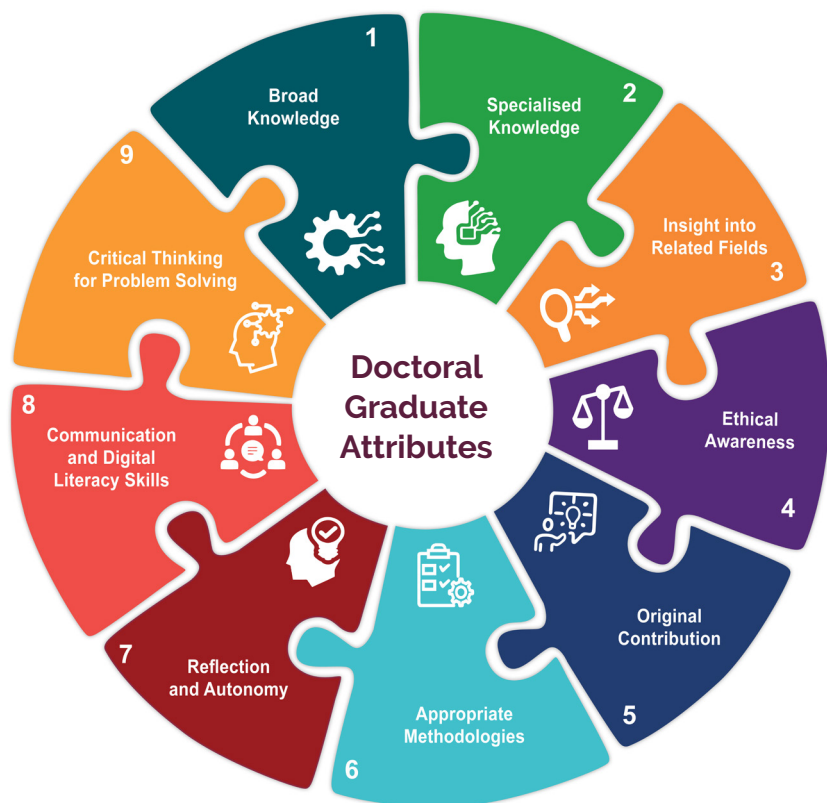 Doctoral
Graduate
Attributes
1
Broad
Knowledge
2
Specialised
Knowledge
3
Insight into
Related Fields
4
Ethical
Awareness
5
Original
Contribution
6
Appropriate
Methodologies
7
Reflection
and Autonomy
8
Communication
and Digital
Literacy Skills
9
Critical Thinking
for Problem Solving